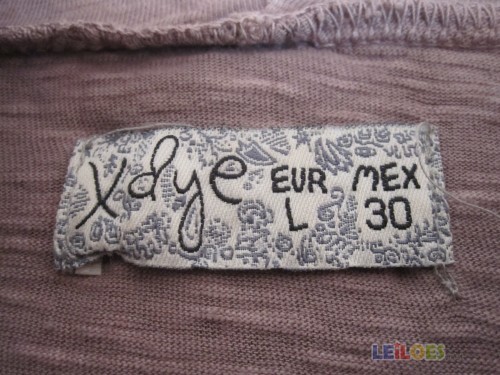 xdye EUR MEX
L 30
LEiLOES